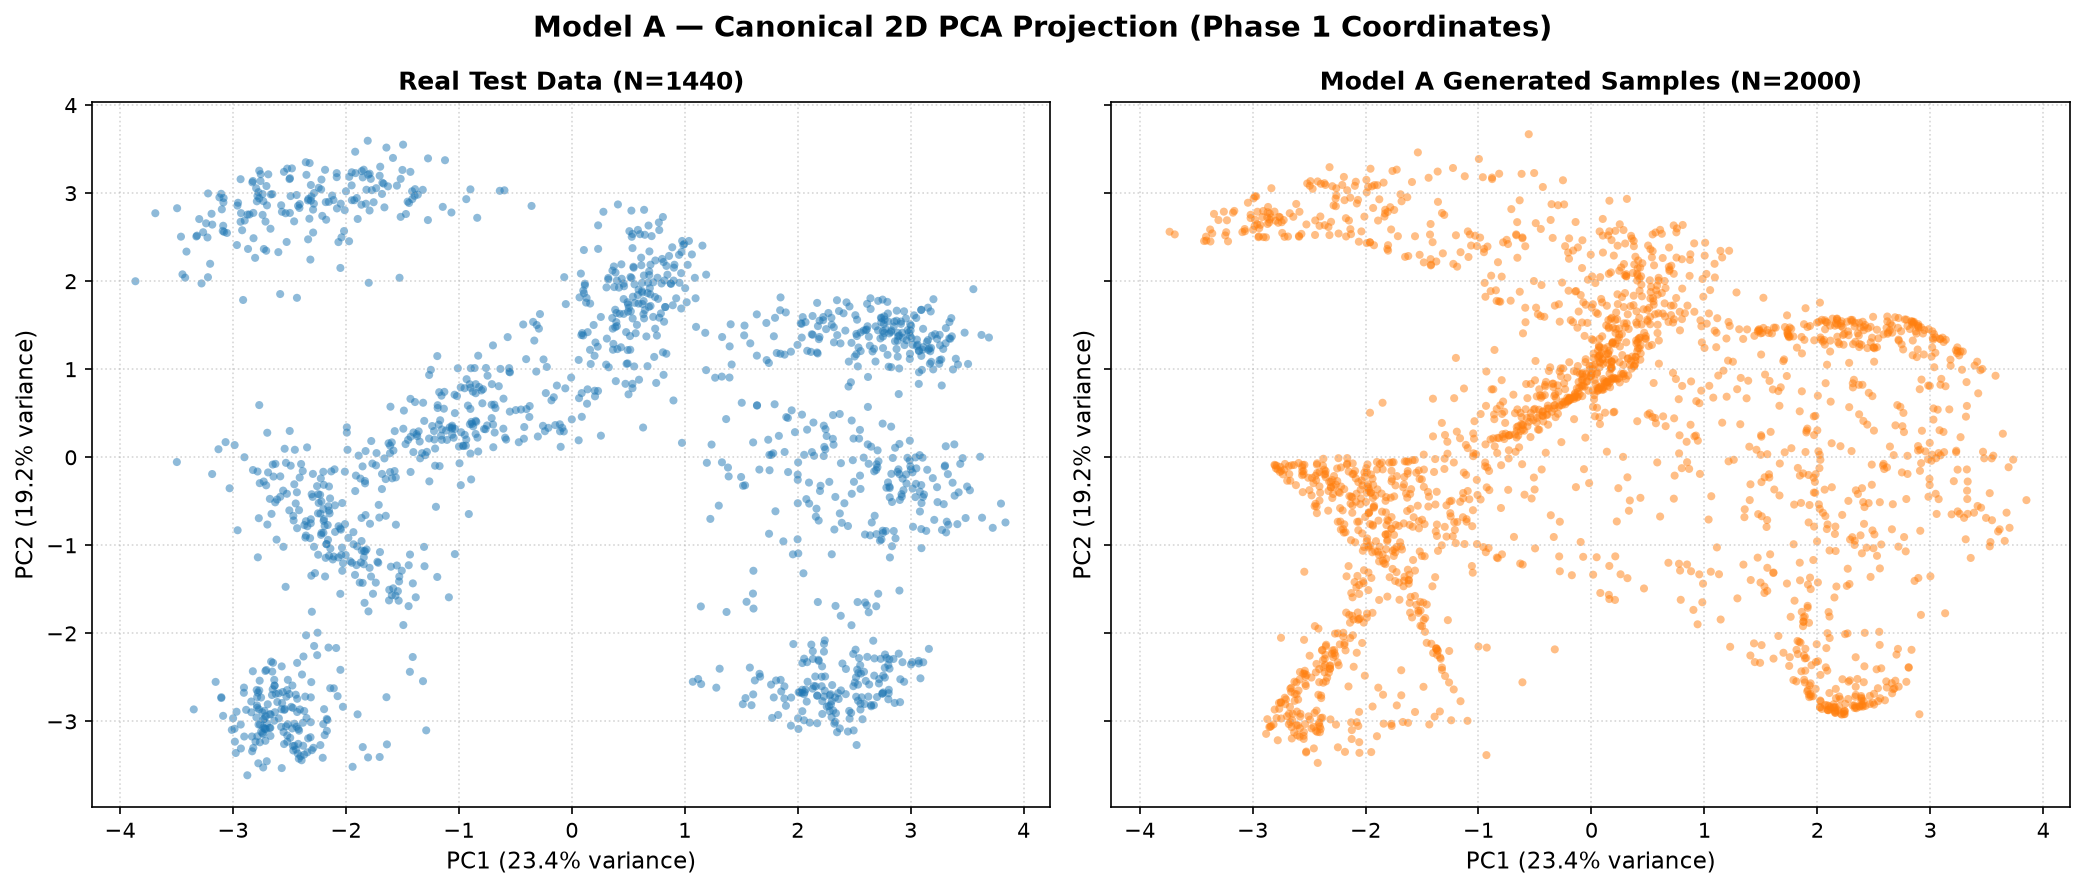 Model A — Canonical 2D PCA Projection (Phase 1 Coordinates)
Real Test Data (N=1440)
Model A Generated Samples (N=2000)
PC2 (19.2% variance)
4
3
2
1
0
−1
−2
−3
−4 −3 −2 −1 0 1 2 3 4
PC1 (23.4% variance)
PC2 (19.2% variance)
−4 −3 −2 −1 0 1 2 3 4
PC1 (23.4% variance)